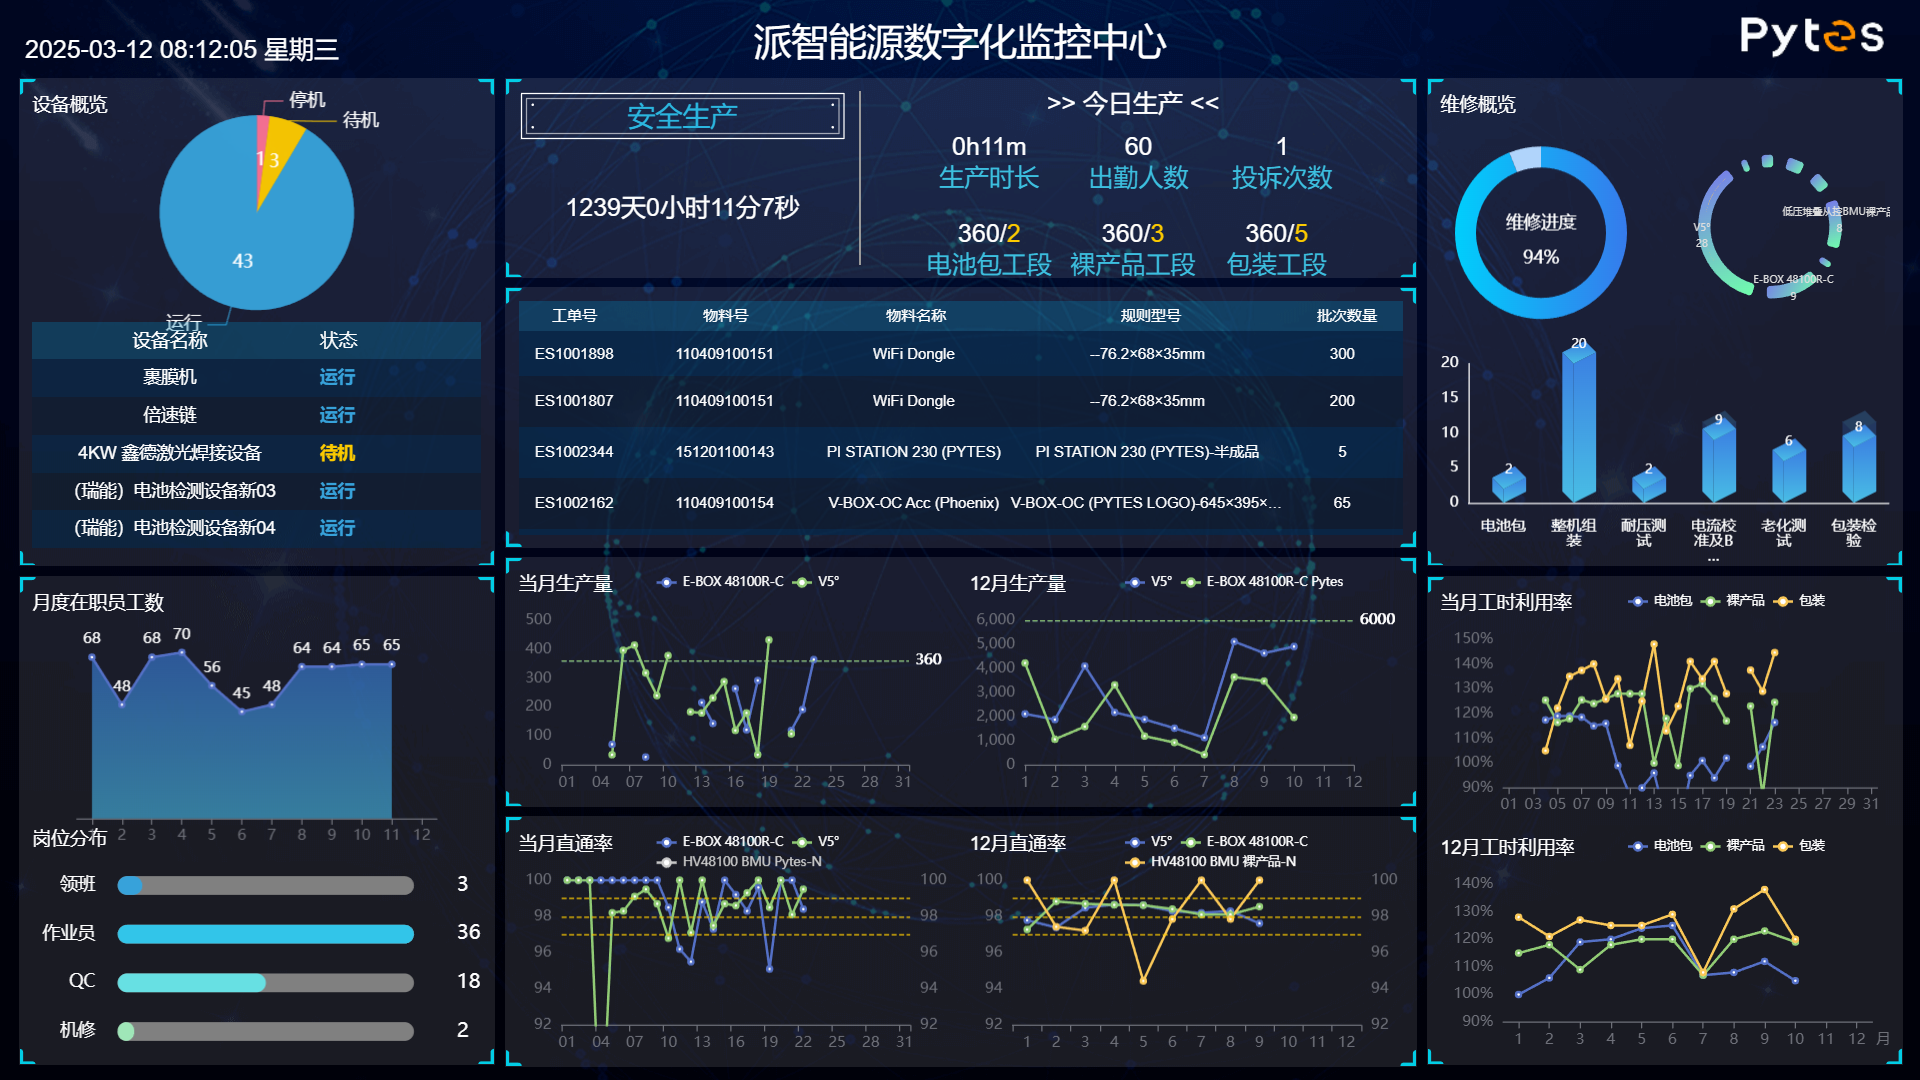 2025-03-12 08:12:05 星期三
派智能源数字化监控中心
Pytes
设备概览
停机
待机
1
3
43
运行
设备名称 状态
裹膜机 运行
倍速链 运行
4KW 鑫德激光焊接设备 待机
(瑞能) 电池检测设备新03 运行
(瑞能) 电池检测设备新04 运行
安全生产
1239天0小时11分7秒
>> 今日生产 <<
0h11m 60 1
生产时长 出勤人数 投诉次数
360/2 360/3 360/5
电池包工段 裸产品工段 包装工段
工单号 物料号 物料名称 规则型号 批次数量
ES1001898 110409100151 WiFi Dongle --76.2×68×35mm 300
ES1001807 110409100151 WiFi Dongle --76.2×68×35mm 200
ES1002344 151201100143 PI STATION 230 (PYTES) PI STATION 230 (PYTES)-半成品 5
ES1002162 110409100154 V-BOX-OC Acc (Phoenix) V-BOX-OC (PYTES LOGO)-645×395×... 65
维修概览
维修进度
94%
低压堆叠从控BMU裸产品
8
V5°
28
E-BOX 48100R-C
9
20
15
10
5
0
2 20 2 9 6 8
电池包 整机组装 耐压测试 电流校准及B... 老化测试 包装检验
月度在职员工数
68 48 68 70 56 45 48 64 64 65 65
2 3 4 5 6 7 8 9 10 11 12
岗位分布
领班 3
作业员 36
QC 18
机修 2
当月生产量
E-BOX 48100R-C V5°
500
400
300
200
100
0
360
01 04 07 10 13 16 19 22 25 28 31
12月生产量
V5° E-BOX 48100R-C Pytes
6,000
5,000
4,000
3,000
2,000
1,000
0
6000
1 2 3 4 5 6 7 8 9 10 11 12
当月直通率
E-BOX 48100R-C V5°
HV48100 BMU Pytes-N
100 100
98 98
96 96
94 94
92 92
01 04 07 10 13 16 19 22 25 28 31
12月直通率
V5° E-BOX 48100R-C
HV48100 BMU 裸产品-N
100 100
98 98
96 96
94 94
92 92
1 2 3 4 5 6 7 8 9 10 11 12
当月工时利用率
电池包 裸产品 包装
150%
140%
130%
120%
110%
100%
90%
01 03 05 07 09 11 13 15 17 19 21 23 25 27 29 31
12月工时利用率
电池包 裸产品 包装
140%
130%
120%
110%
100%
90%
1 2 3 4 5 6 7 8 9 10 11 12 月